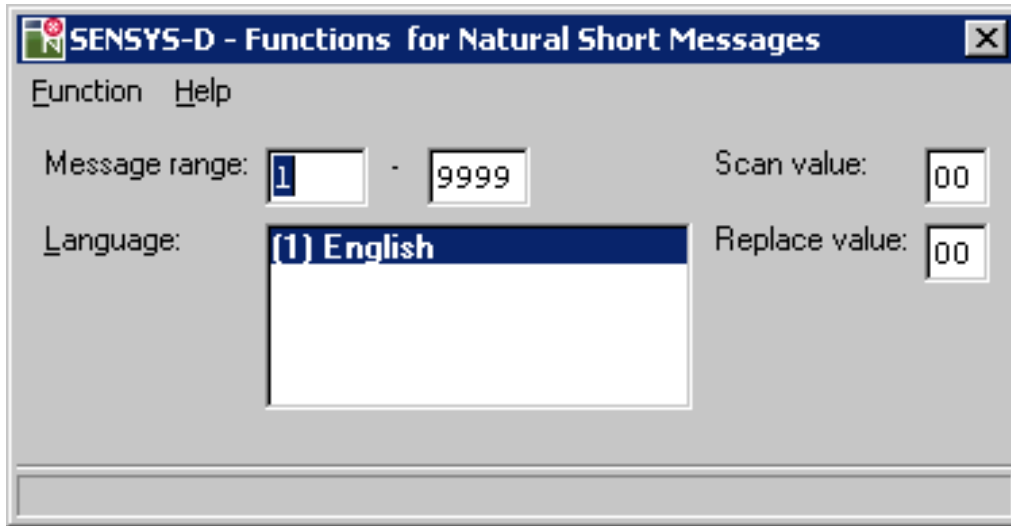 SENSYS-D - Functions for Natural Short Messages
Function Help
Message range: 1 - 9999 Scan value: 00
Language: (1) English Replace value: 00